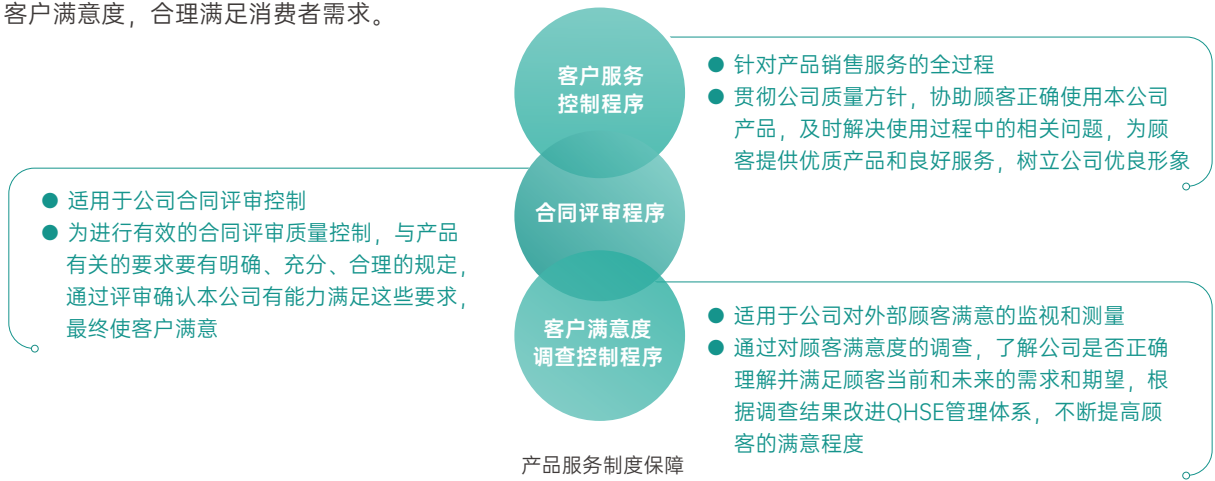 客户满意度，合理满足消费者需求。
客户服务
控制程序
● 针对产品销售服务的全过程
● 贯彻公司质量方针，协助顾客正确使用本公司
产品，及时解决使用过程中的相关问题，为顾
客提供优质产品和良好服务，树立公司优良形象
合同评审程序
● 适用于公司合同评审控制
● 为进行有效的合同评审质量控制，与产品
有关的要求要有明确、充分、合理的规定，
通过评审确认本公司有能力满足这些要求，
最终使客户满意
客户满意度
调查控制程序
● 适用于公司对外部顾客满意的监视和测量
● 通过对顾客满意度的调查，了解公司是否正确
理解并满足顾客当前和未来的需求和期望，根
据调查结果改进QHSE管理体系，不断提高顾
客的满意程度
产品服务制度保障